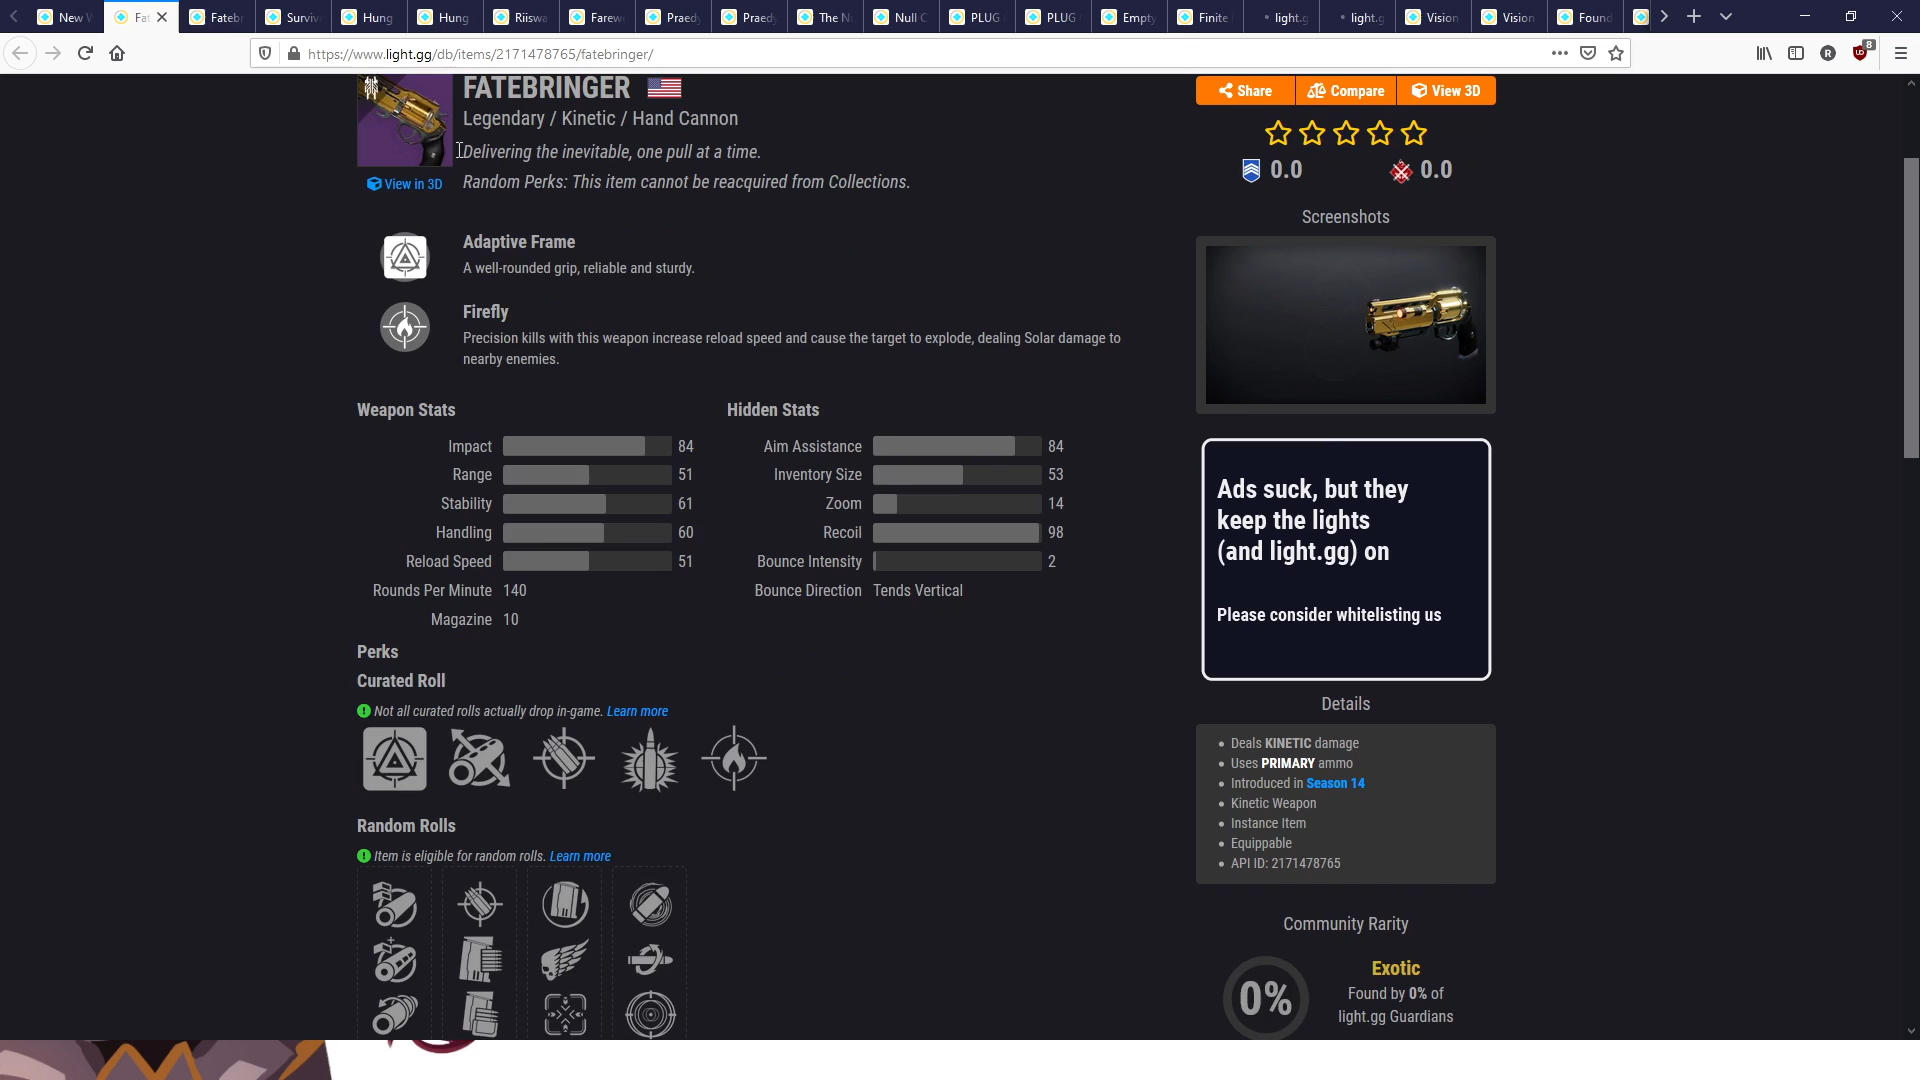 New
Fat
Fatebr
Surviv
Hung
Hung
Riiswa
Farew
Praedy
Praedy
The N
Null C
PLUG
PLUG
Empty
Finite
light.g
light.g
Vision
Vision
Found
https://www.light.gg/db/items/2171478765/fatebringer/
R
8
FATEBRINGER
Legendary / Kinetic / Hand Cannon
Delivering the inevitable, one pull at a time.
View in 3D
Random Perks: This item cannot be reacquired from Collections.
Share
Compare
View 3D
0.0
0.0
Adaptive Frame
A well-rounded grip, reliable and sturdy.
Firefly
Precision kills with this weapon increase reload speed and cause the target to explode, dealing Solar damage to
nearby enemies.
Weapon Stats
Impact 84
Range 51
Stability 61
Handling 60
Reload Speed 51
Rounds Per Minute 140
Magazine 10
Hidden Stats
Aim Assistance 84
Inventory Size 53
Zoom 14
Recoil 98
Bounce Intensity 2
Bounce Direction Tends Vertical
Perks
Curated Roll
Not all curated rolls actually drop in-game. Learn more
Random Rolls
Item is eligible for random rolls. Learn more
Screenshots
Ads suck, but they
keep the lights
(and light.gg) on
Please consider whitelisting us
Details
Deals KINETIC damage
Uses PRIMARY ammo
Introduced in Season 14
Kinetic Weapon
Instance Item
Equippable
API ID: 2171478765
Community Rarity
0%
Exotic
Found by 0% of
light.gg Guardians